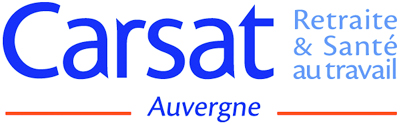 Carsat
Retraite
& Santé
au travail
Auvergne